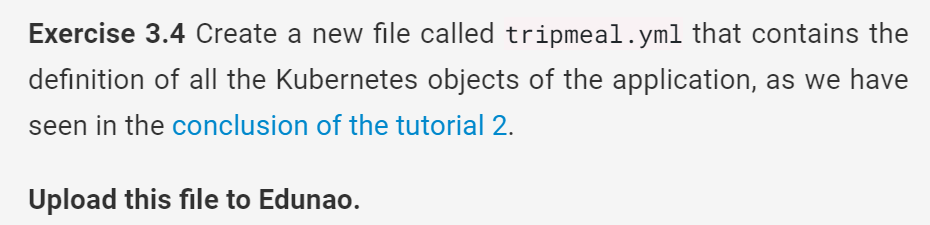 Exercise 3.4 Create a new file called tripmeal.yml that contains the
definition of all the Kubernetes objects of the application, as we have
seen in the conclusion of the tutorial 2.
Upload this file to Edunao.